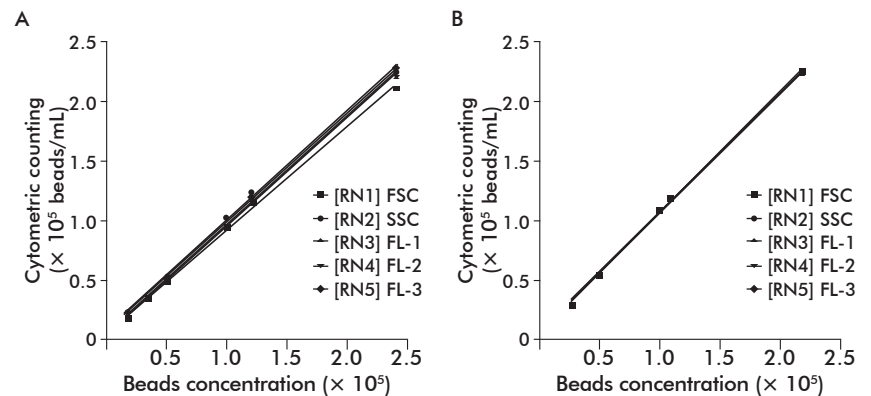 A
2.5
2.0
1.5
1.0
0.5
0
Cytometric counting
(× 10⁵ beads/mL)
[RN1] FSC
[RN2] SSC
[RN3] FL-1
[RN4] FL-2
[RN5] FL-3
0.5 1.0 1.5 2.0 2.5
Beads concentration (× 10⁵)
B
2.5
2.0
1.5
1.0
0.5
0
Cytometric counting
(× 10⁵ beads/mL)
[RN1] FSC
[RN2] SSC
[RN3] FL-1
[RN4] FL-2
[RN5] FL-3
0.5 1.0 1.5 2.0 2.5
Beads concentration (× 10⁵)